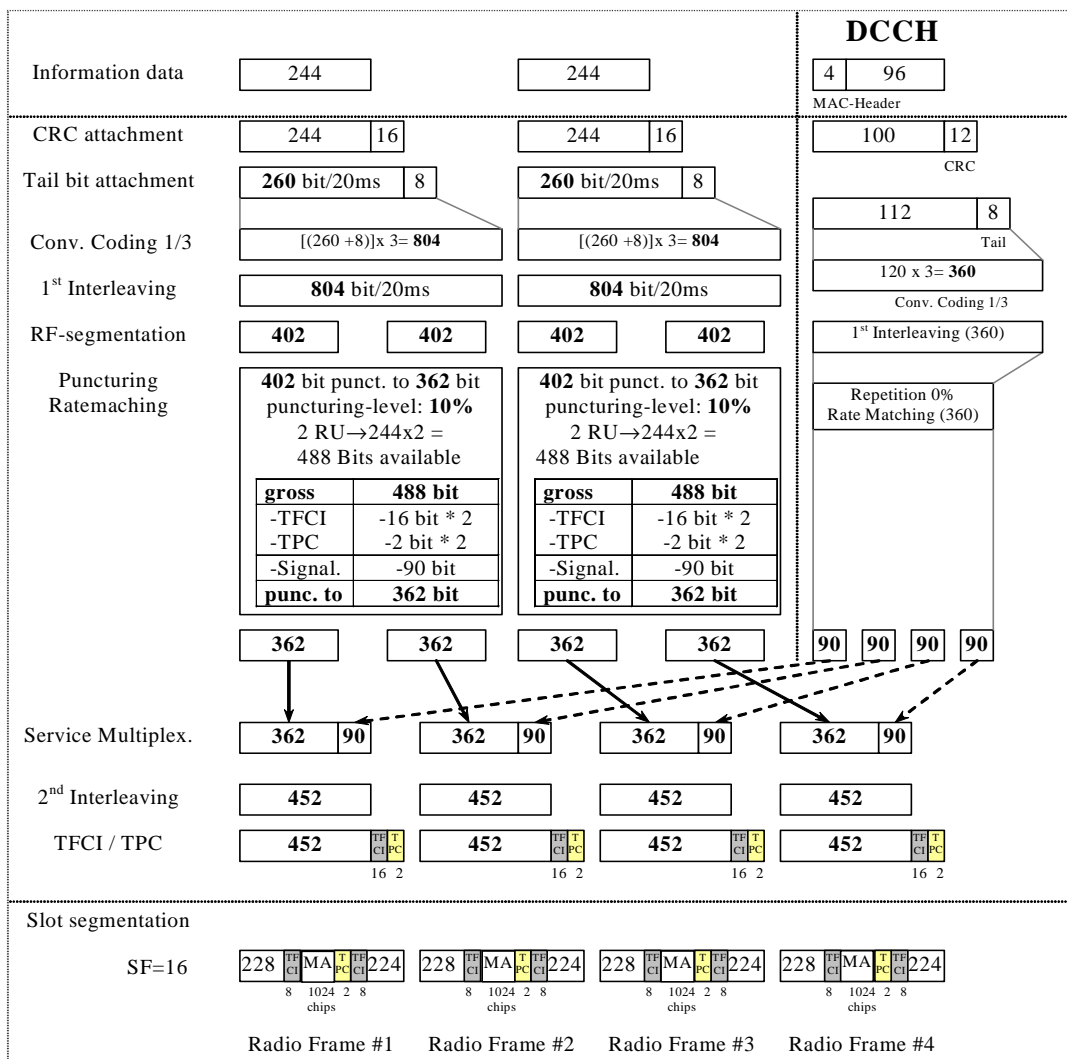 DCCH
Information data 244 244 4 96
MAC-Header
CRC attachment 244 16 244 16 100 12
CRC
Tail bit attachment 260 bit/20ms 8 260 bit/20ms 8
112 8
Tail
Conv. Coding 1/3 [(260 +8)]x 3= 804 [(260 +8)]x 3= 804
120 x 3= 360
Conv. Coding 1/3
1st Interleaving 804 bit/20ms 804 bit/20ms
RF-segmentation 402 402 402 402 1st Interleaving (360)
Puncturing
Ratemaching
402 bit punct. to 362 bit
puncturing-level: 10%
2 RU→244x2 =
488 Bits available
gross 488 bit
-TFCI -16 bit * 2
-TPC -2 bit * 2
-Signal. -90 bit
punc. to 362 bit
402 bit punct. to 362 bit
puncturing-level: 10%
2 RU→244x2 =
488 Bits available
gross 488 bit
-TFCI -16 bit * 2
-TPC -2 bit * 2
-Signal. -90 bit
punc. to 362 bit
Repetition 0%
Rate Matching (360)
362 362 362 362 90 90 90 90
Service Multiplex. 362 90 362 90 362 90 362 90
2nd Interleaving 452 452 452 452
TFCI / TPC 452 TF CI T PC 452 TF CI T PC 452 TF CI T PC 452 TF CI T PC
16 2 16 2 16 2 16 2
Slot segmentation
SF=16 228 TF CI MA T PC TF CI 224 228 TF CI MA T PC TF CI 224 228 TF CI MA T PC TF CI 224 228 TF CI MA T PC TF CI 224
8 1024 2 8 8 1024 2 8 8 1024 2 8 8 1024 2 8
chips chips chips chips
Radio Frame #1 Radio Frame #2 Radio Frame #3 Radio Frame #4